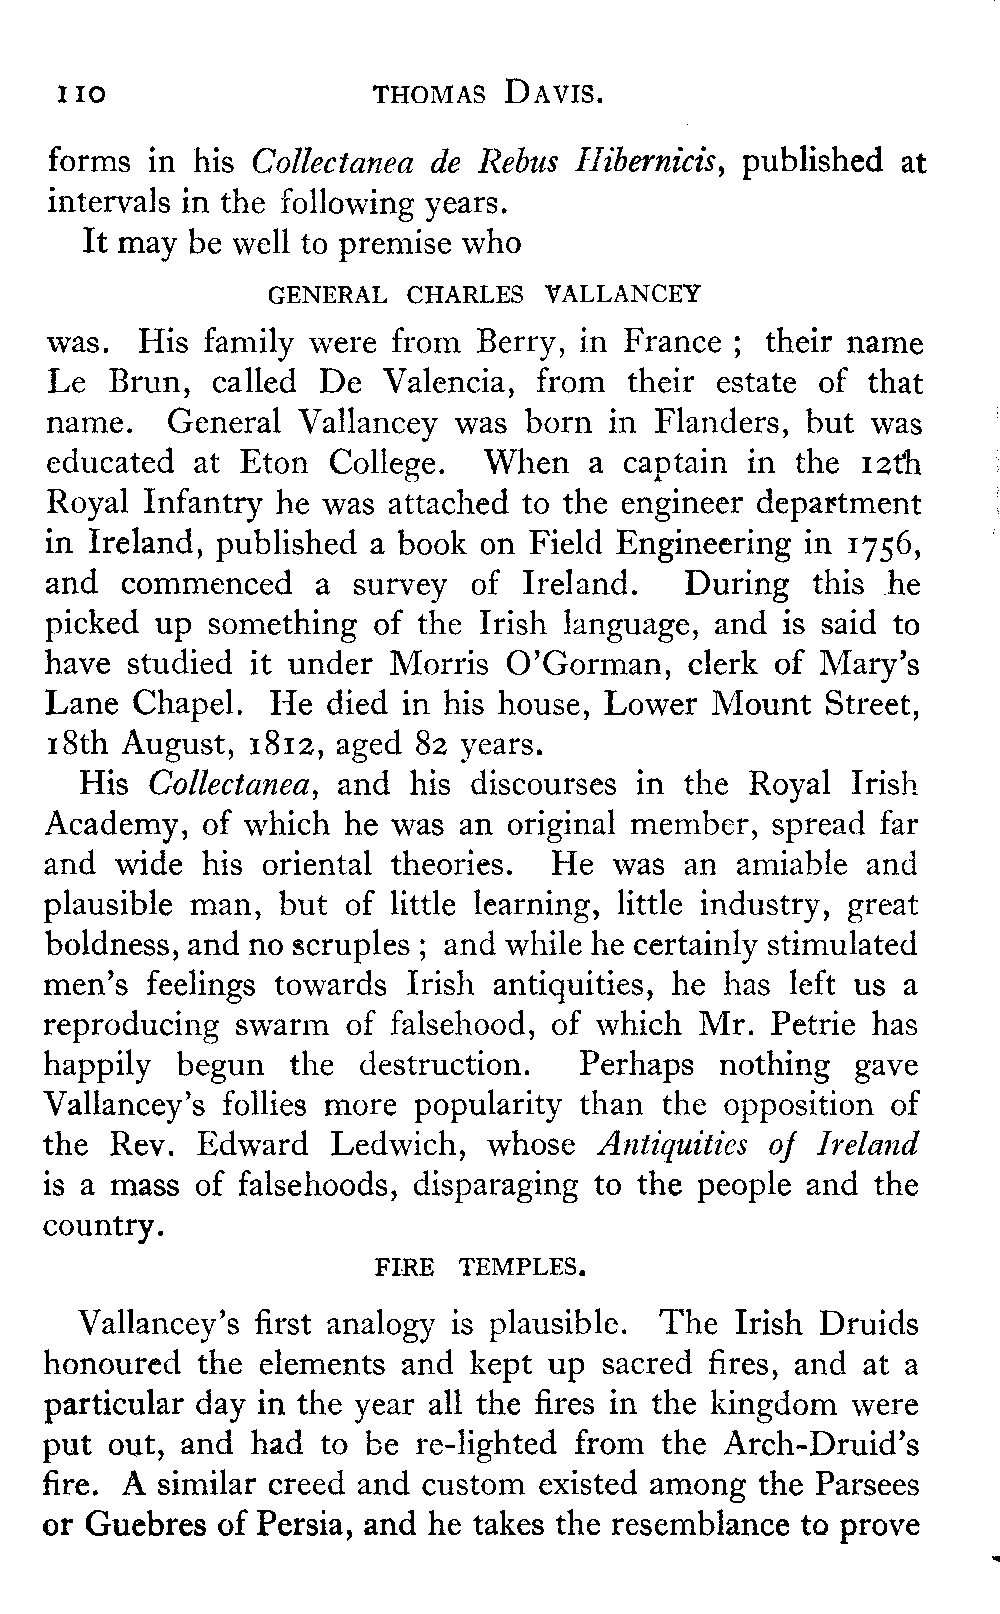 110 THOMAS DAVIS.
forms in his Collectanea de Rebus Hibernicis, published at
intervals in the following years.
It may be well to premise who
GENERAL CHARLES VALLANCEY
was. His family were from Berry, in France ; their name
Le Brun, called De Valencia, from their estate of that
name. General Vallancey was born in Flanders, but was
educated at Eton College. When a captain in the 12th
Royal Infantry he was attached to the engineer department
in Ireland, published a book on Field Engineering in 1756,
and commenced a survey of Ireland. During this he
picked up something of the Irish language, and is said to
have studied it under Morris O'Gorman, clerk of Mary's
Lane Chapel. He died in his house, Lower Mount Street,
18th August, 1812, aged 82 years.
His Collectanea, and his discourses in the Royal Irish
Academy, of which he was an original member, spread far
and wide his oriental theories. He was an amiable and
plausible man, but of little learning, little industry, great
boldness, and no scruples ; and while he certainly stimulated
men's feelings towards Irish antiquities, he has left us a
reproducing swarm of falsehood, of which Mr. Petrie has
happily begun the destruction. Perhaps nothing gave
Vallancey's follies more popularity than the opposition of
the Rev. Edward Ledwich, whose Antiquities of Ireland
is a mass of falsehoods, disparaging to the people and the
country.
FIRE TEMPLES.
Vallancey's first analogy is plausible. The Irish Druids
honoured the elements and kept up sacred fires, and at a
particular day in the year all the fires in the kingdom were
put out, and had to be re-lighted from the Arch-Druid's
fire. A similar creed and custom existed among the Parsees
or Guebres of Persia, and he takes the resemblance to prove